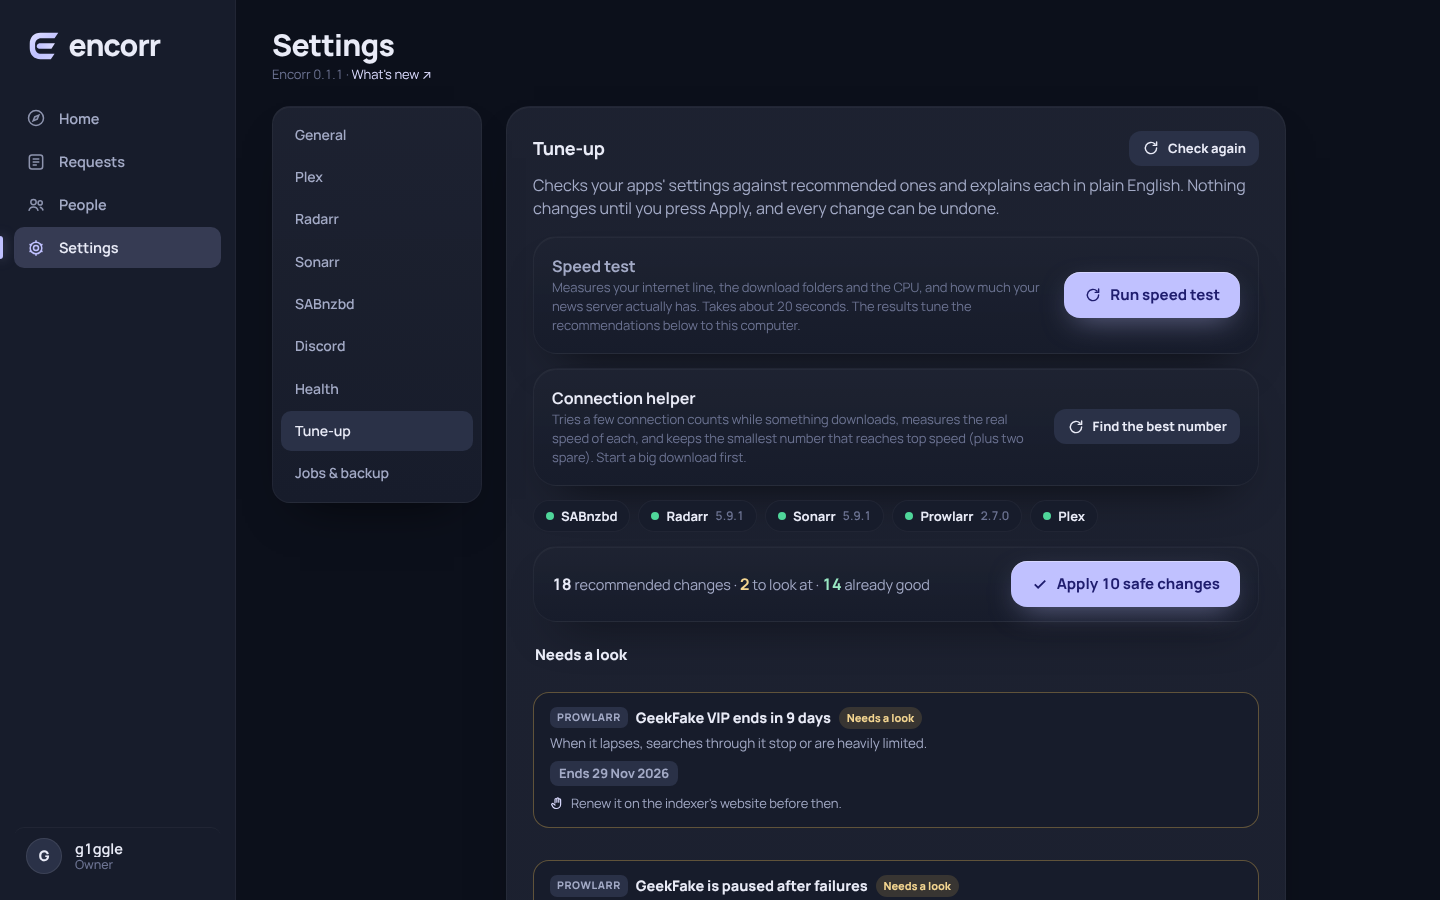 encorr
Home
Requests
People
Settings
g1ggle
Owner
G
Settings
Encorr 0.1.1 · What's new ↗
General
Plex
Radarr
Sonarr
SABnzbd
Discord
Health
Tune-up
Jobs & backup
Tune-up
Check again
Checks your apps' settings against recommended ones and explains each in plain English. Nothing
changes until you press Apply, and every change can be undone.
Speed test
Measures your internet line, the download folders and the CPU, and how much your
news server actually has. Takes about 20 seconds. The results tune the
recommendations below to this computer.
Run speed test
Connection helper
Tries a few connection counts while something downloads, measures the real
speed of each, and keeps the smallest number that reaches top speed (plus two
spare). Start a big download first.
Find the best number
SABnzbd
Radarr 5.9.1
Sonarr 5.9.1
Prowlarr 2.7.0
Plex
18 recommended changes · 2 to look at · 14 already good
Apply 10 safe changes
Needs a look
PROWLARR GeekFake VIP ends in 9 days Needs a look
When it lapses, searches through it stop or are heavily limited.
Ends 29 Nov 2026
Renew it on the indexer's website before then.
PROWLARR GeekFake is paused after failures Needs a look